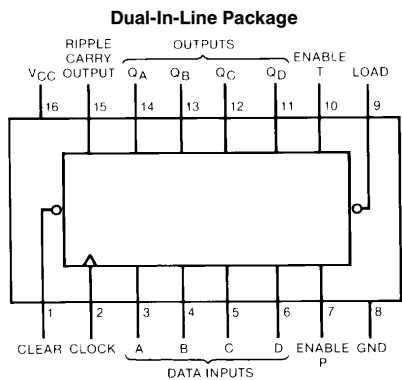 Dual-In-Line Package
RIPPLE
CARRY
OUTPUT
OUTPUTS
ENABLE
T
VCC
QA
QB
QC
QD
LOAD
16
15
14
13
12
11
10
9
1
2
3
4
5
6
7
8
CLEAR
CLOCK
A
B
C
D
ENABLE
P
GND
DATA INPUTS